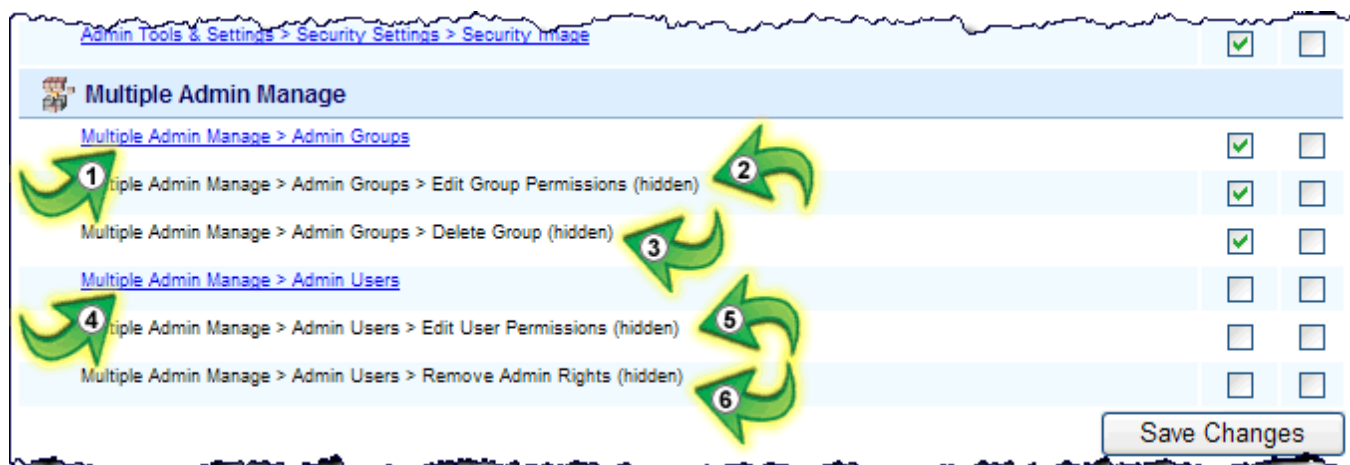 Admin Tools & Settings > Security Settings > Security Image
Multiple Admin Manage
Multiple Admin Manage > Admin Groups
1
tiple Admin Manage > Admin Groups > Edit Group Permissions (hidden)
2
Multiple Admin Manage > Admin Groups > Delete Group (hidden)
3
Multiple Admin Manage > Admin Users
4
tiple Admin Manage > Admin Users > Edit User Permissions (hidden)
5
Multiple Admin Manage > Admin Users > Remove Admin Rights (hidden)
6
Save Changes